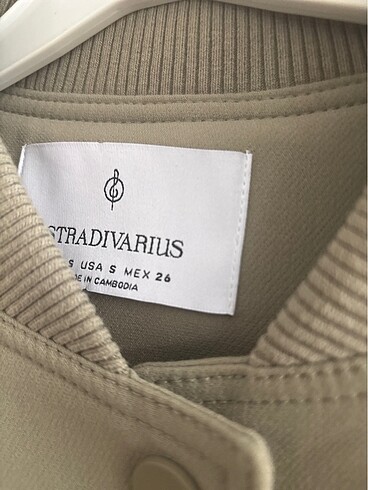 STRADIVARIUS
S USA S MEX 26
DE IN CAMBODIA